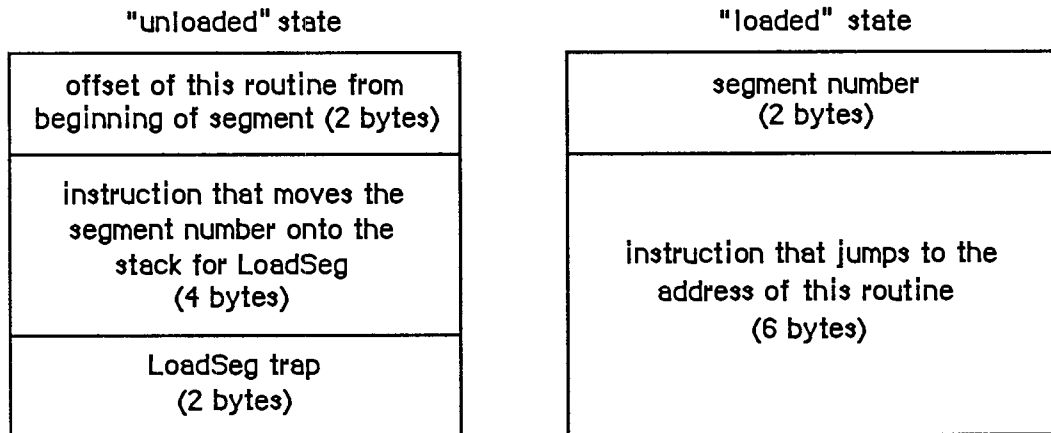 "unloaded" state
offset of this routine from
beginning of segment (2 bytes)
instruction that moves the
segment number onto the
stack for LoadSeg
(4 bytes)
LoadSeg trap
(2 bytes)
"loaded" state
segment number
(2 bytes)
instruction that jumps to the
address of this routine
(6 bytes)